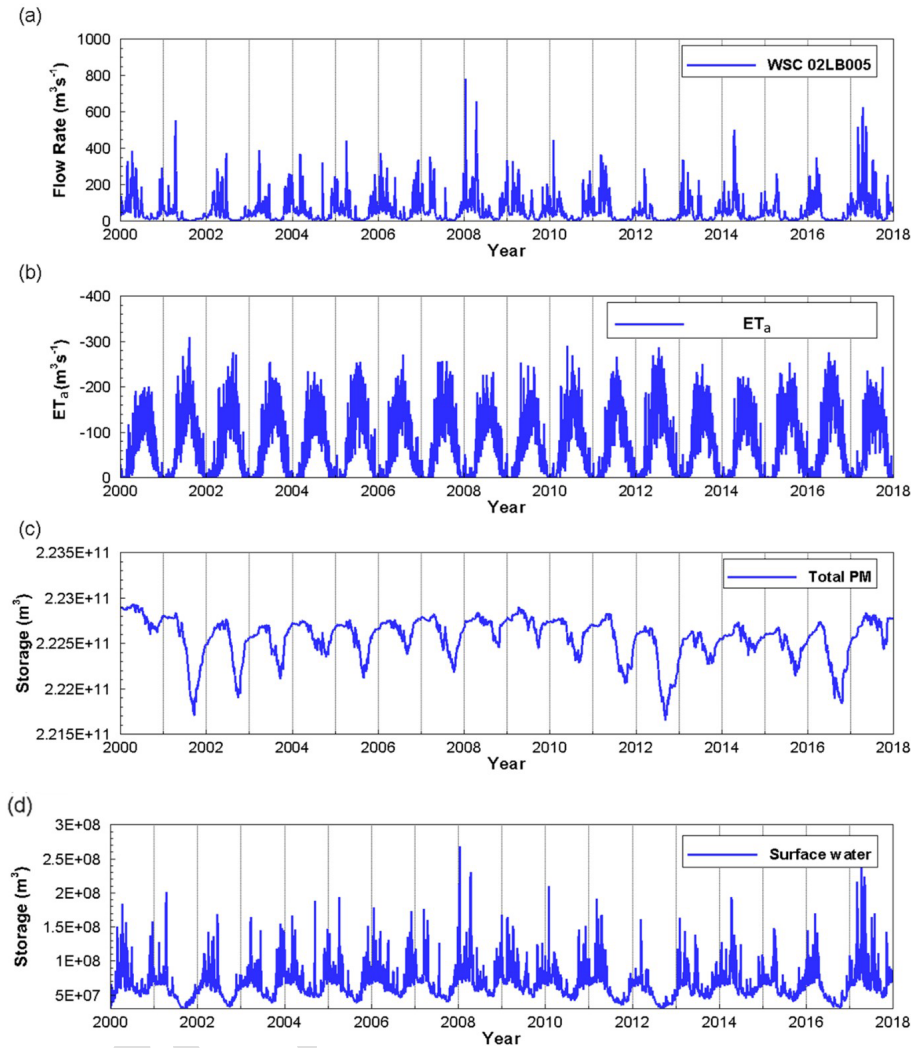 (a)
1000
800
600
400
200
0
Flow Rate (m³s⁻¹)
WSC 02LB005
2000 2002 2004 2006 2008 2010 2012 2014 2016 2018
Year
(b)
-400
-300
-200
-100
0
ETa(m³s⁻¹)
ETa
2000 2002 2004 2006 2008 2010 2012 2014 2016 2018
Year
(c)
2.235E+11
2.23E+11
2.225E+11
2.22E+11
2.215E+11
Storage (m³)
Total PM
2000 2002 2004 2006 2008 2010 2012 2014 2016 2018
Year
(d)
3E+08
2.5E+08
2E+08
1.5E+08
1E+08
5E+07
Storage (m³)
Surface water
2000 2002 2004 2006 2008 2010 2012 2014 2016 2018
Year